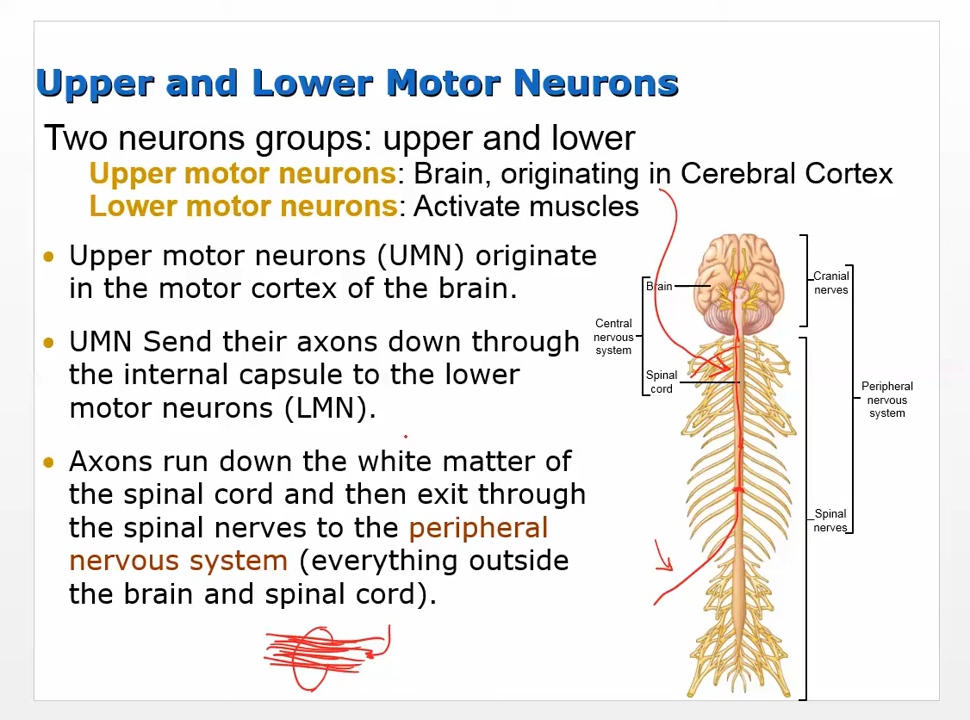 Upper and Lower Motor Neurons
Two neurons groups: upper and lower
Upper motor neurons: Brain, originating in Cerebral Cortex
Lower motor neurons: Activate muscles
• Upper motor neurons (UMN) originate
in the motor cortex of the brain.
• UMN Send their axons down through
the internal capsule to the lower
motor neurons (LMN).
• Axons run down the white matter of
the spinal cord and then exit through
the spinal nerves to the peripheral
nervous system (everything outside
the brain and spinal cord).
Central
nervous
system
Brain
Spinal
cord
Cranial
nerves
Peripheral
nervous
system
Spinal
nerves